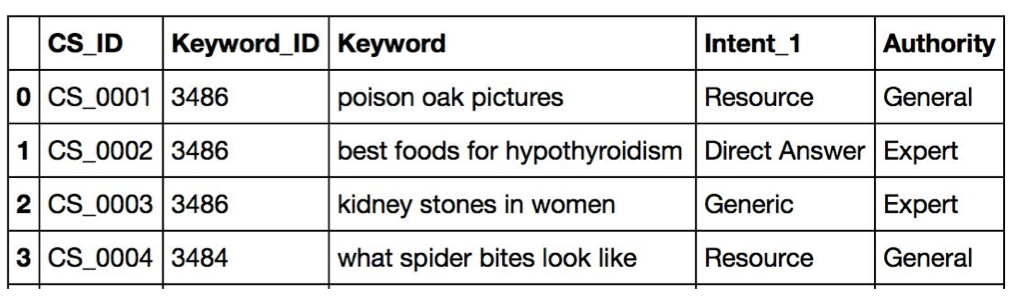 CS_ID Keyword_ID Keyword Intent_1 Authority
0 CS_0001 3486 poison oak pictures Resource General
1 CS_0002 3486 best foods for hypothyroidism Direct Answer Expert
2 CS_0003 3486 kidney stones in women Generic Expert
3 CS_0004 3484 what spider bites look like Resource General